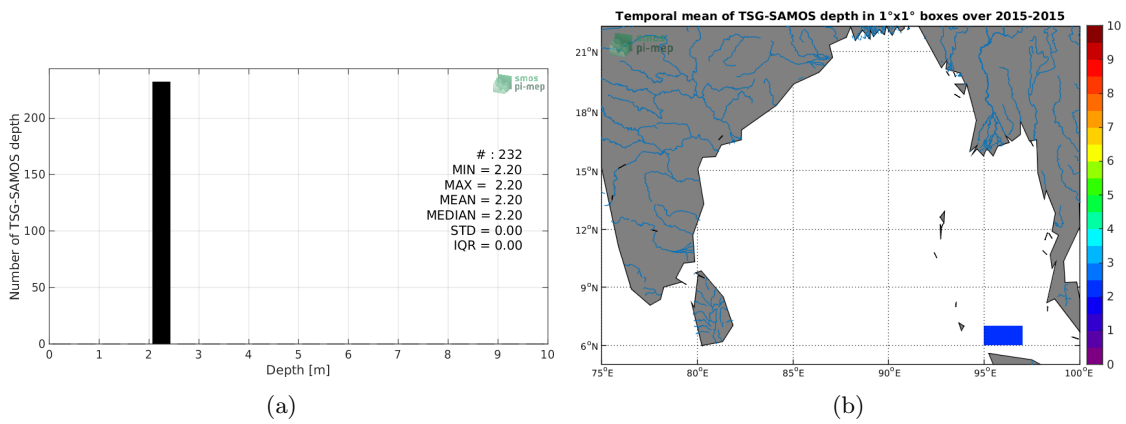 smos
pi-mep
Number of TSG-SAMOS depth
200
150
100
50
0
# : 232
MIN = 2.20
MAX = 2.20
MEAN = 2.20
MEDIAN = 2.20
STD = 0.00
IQR = 0.00
0 1 2 3 4 5 6 7 8 9 10
Depth [m]
(a)
Temporal mean of TSG-SAMOS depth in 1°x1° boxes over 2015-2015
smos
pi-mep
21°N
18°N
15°N
12°N
9°N
6°N
75°E 80°E 85°E 90°E 95°E 100°E
10
9
8
7
6
5
4
3
2
1
0
(b)